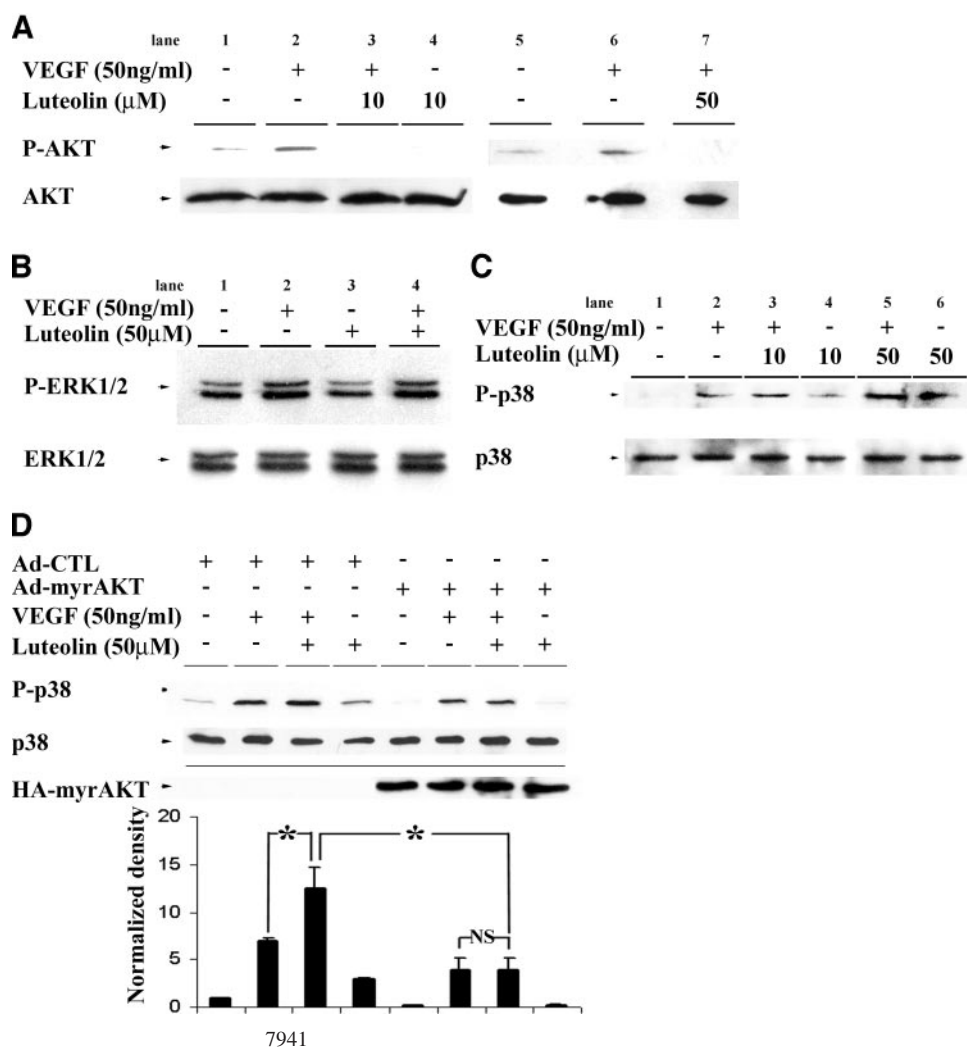 A
lane 1 2 3 4 5 6 7
VEGF (50ng/ml) - + + - - + +
Luteolin (μM) - - 10 10 - - 50
P-AKT
AKT
B
lane 1 2 3 4
VEGF (50ng/ml) - + - +
Luteolin (50μM) - - + +
P-ERK1/2
ERK1/2
C
lane 1 2 3 4 5 6
VEGF (50ng/ml) - + + - + -
Luteolin (μM) - - 10 10 50 50
P-p38
p38
D
Ad-CTL + + + + - - - -
Ad-myrAKT - - - - + + + +
VEGF (50ng/ml) - + + - - + + -
Luteolin (50μM) - - + + - - + +
P-p38
p38
HA-myrAKT
Normalized density
20
15
10
5
0
* *
NS
7941